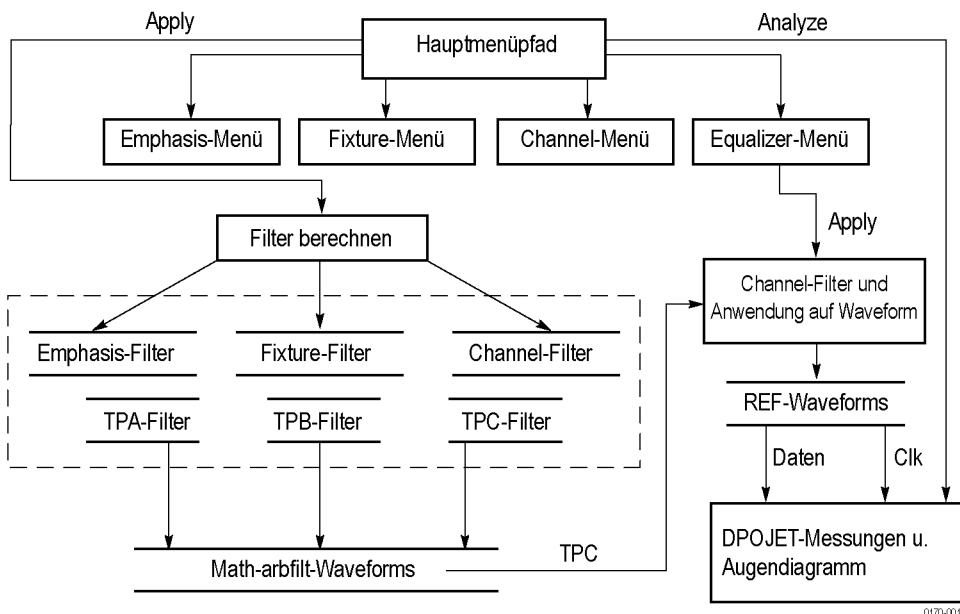 Apply
Analyze
Hauptmenüpfad
Emphasis-Menü
Fixture-Menü
Channel-Menü
Equalizer-Menü
Apply
Filter berechnen
Channel-Filter und
Anwendung auf Waveform
Emphasis-Filter
Fixture-Filter
Channel-Filter
TPA-Filter
TPB-Filter
TPC-Filter
REF-Waveforms
Daten
Clk
DPOJET-Messungen u.
Augendiagramm
Math-arbfilt-Waveforms
TPC
0170-001